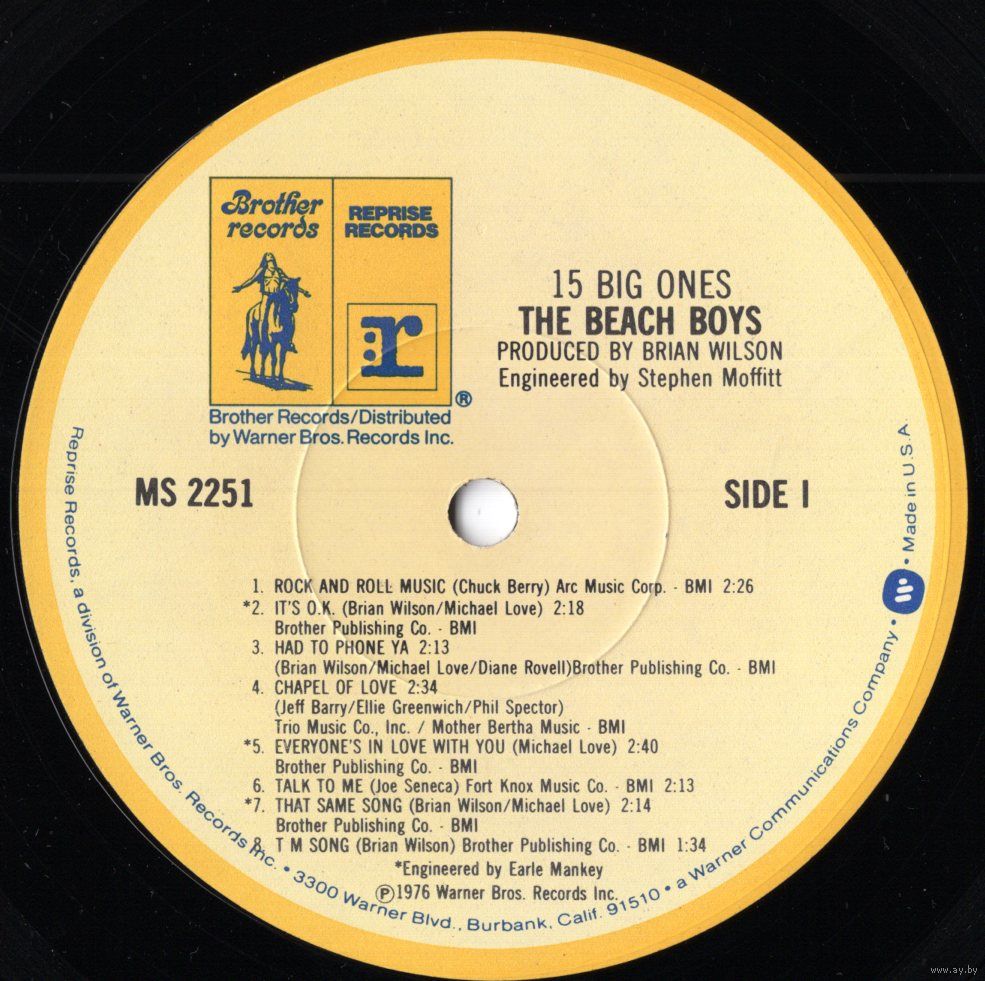 Brother
records
REPRISE
RECORDS
r
®
Brother Records/Distributed
by Warner Bros. Records Inc.
15 BIG ONES
THE BEACH BOYS
PRODUCED BY BRIAN WILSON
Engineered by Stephen Moffitt
MS 2251
SIDE I
1. ROCK AND ROLL MUSIC (Chuck Berry) Arc Music Corp. - BMI 2:26
*2. IT'S O.K. (Brian Wilson/Michael Love) 2:18
Brother Publishing Co. - BMI
3. HAD TO PHONE YA 2:13
(Brian Wilson/Michael Love/Diane Rovell)Brother Publishing Co. - BMI
4. CHAPEL OF LOVE 2:34
(Jeff Barry/Ellie Greenwich/Phil Spector)
Trio Music Co., Inc. / Mother Bertha Music - BMI
*5. EVERYONE'S IN LOVE WITH YOU (Michael Love) 2:40
Brother Publishing Co. - BMI
6. TALK TO ME (Joe Seneca) Fort Knox Music Co. - BMI 2:13
*7. THAT SAME SONG (Brian Wilson/Michael Love) 2:14
Brother Publishing Co. - BMI
8. T M SONG (Brian Wilson) Brother Publishing Co. - BMI 1:34
*Engineered by Earle Mankey
℗1976 Warner Bros. Records Inc.
Reprise Records, a division of Warner Bros. Records Inc. • 3300 Warner Blvd., Burbank, Calif. 91510 • a Warner Communications Company • W • Made in U.S.A.
www.ay.by